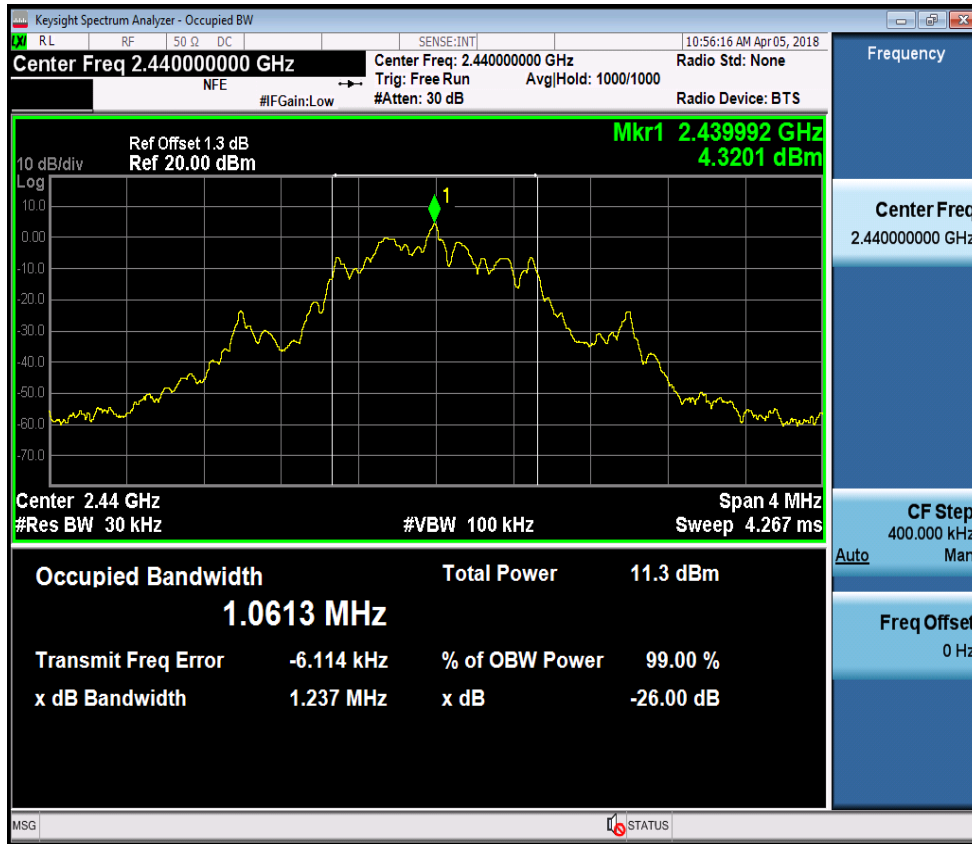 Keysight Spectrum Analyzer - Occupied BW
LXI RL RF 50 Ω DC SENSE:INT 10:56:16 AM Apr 05, 2018
Center Freq 2.440000000 GHz
NFE
#IFGain:Low
Center Freq: 2.440000000 GHz
Trig: Free Run Avg|Hold: 1000/1000
#Atten: 30 dB
Radio Std: None
Radio Device: BTS
Frequency
Ref Offset 1.3 dB
10 dB/div Ref 20.00 dBm
Mkr1 2.439992 GHz
4.3201 dBm
Log
1
10.0
0.00
-10.0
-20.0
-30.0
-40.0
-50.0
-60.0
-70.0
Center Freq
2.440000000 GHz
Center 2.44 GHz Span 4 MHz
#Res BW 30 kHz #VBW 100 kHz Sweep 4.267 ms
CF Step
400.000 kHz
Auto Man
Occupied Bandwidth Total Power 11.3 dBm
1.0613 MHz
Transmit Freq Error -6.114 kHz % of OBW Power 99.00 %
x dB Bandwidth 1.237 MHz x dB -26.00 dB
Freq Offset
0 Hz
MSG STATUS